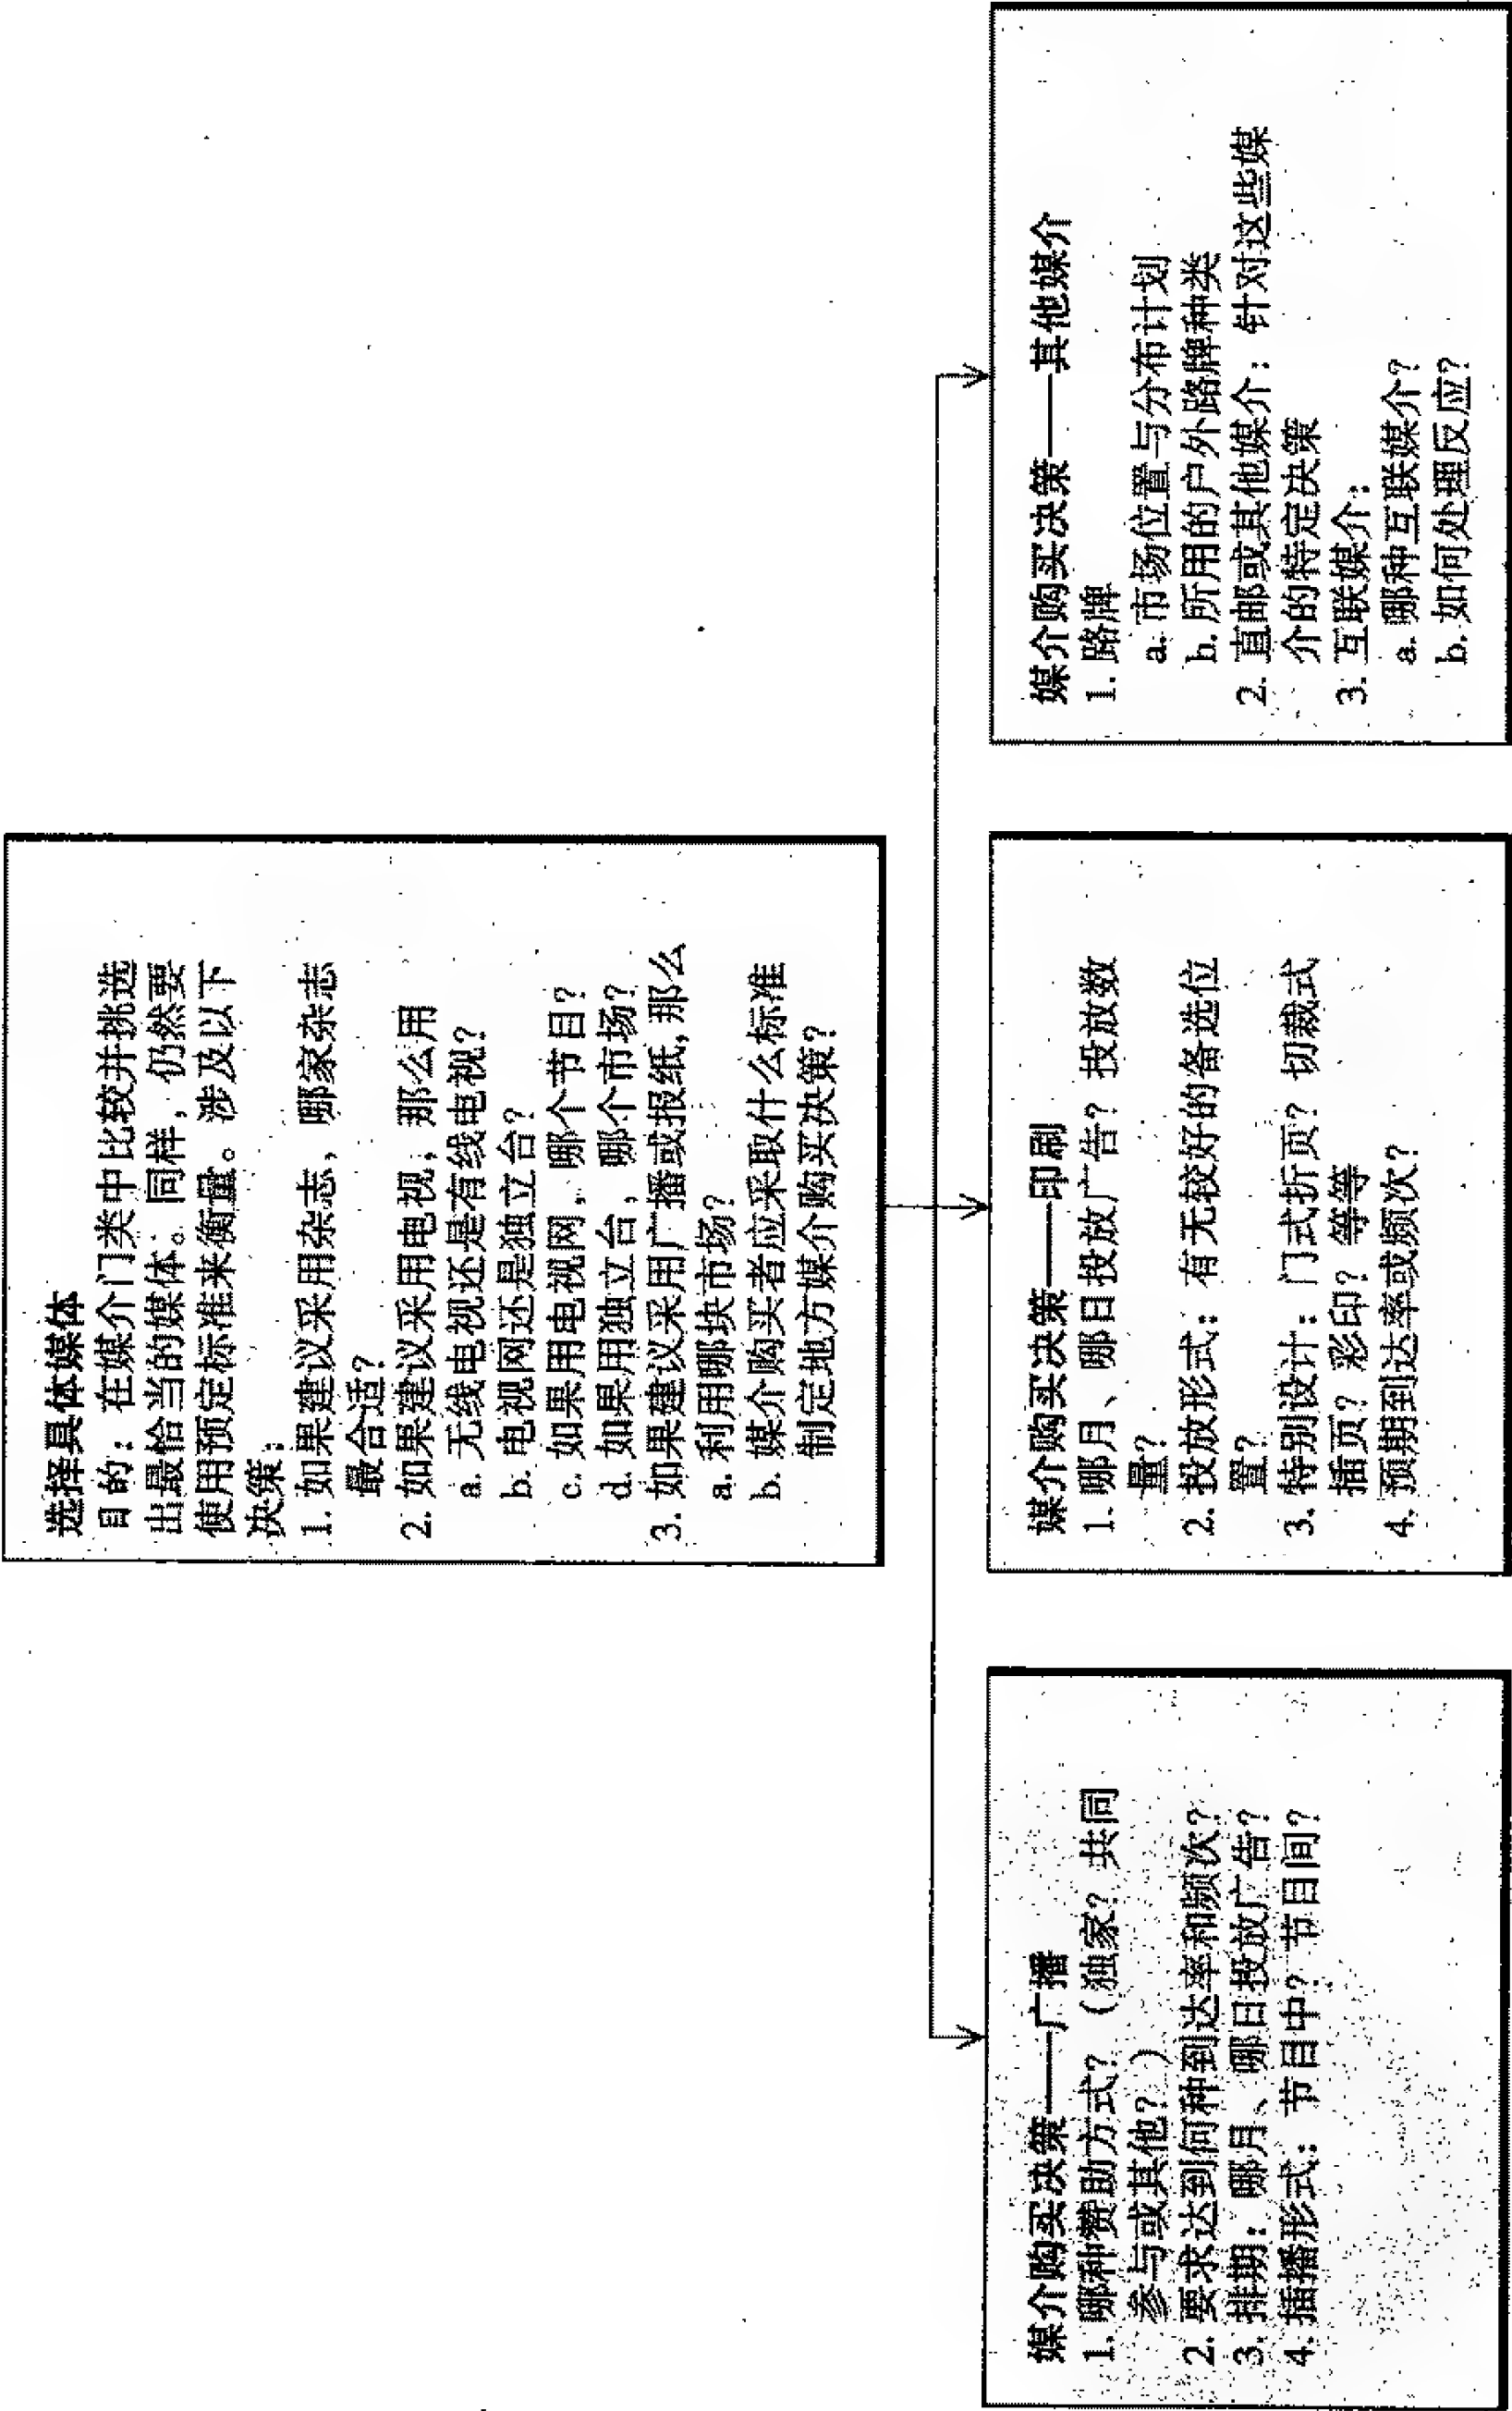 选择具体媒体
目的：在媒介门类中比较并挑选
出最恰当的媒体。同样，仍然要
使用预定标准来衡量。涉及以下
决策：
1. 如果建议采用杂志，哪家杂志
最合适？
2. 如果建议采用电视，那么用
a. 无线电视还是有线电视？
b. 电视网还是独立台？
c. 如果用电视网，哪个节目？
d. 如果用独立台，哪个市场？
3. 如果建议采用广播或报纸，那么
a. 利用哪块市场？
b. 媒介购买者应采取什么标准
制定地方媒介购买决策？
媒介购买决策——广播
1. 哪种赞助方式？（独家？共同
参与或其他？）
2. 要求达到何种到达率和频次？
3. 排期：哪月、哪日投放广告？
4. 插播形式：节目中？节目间？
媒介购买决策——印刷
1. 哪月、哪日投放广告？投放数
量？
2. 投放形式：有无较好的备选位
置？
3. 特别设计：门式折页？切裁式
插页？彩印？等等
4. 预期到达率或频次？
媒介购买决策——其他媒介
1. 路牌
a. 市场位置与分布计划
b. 所用的户外路牌种类
2. 直邮或其他媒介：针对这些媒
介的特定决策
3. 互联媒介：
a. 哪种互联媒介？
b. 如何处理反应？